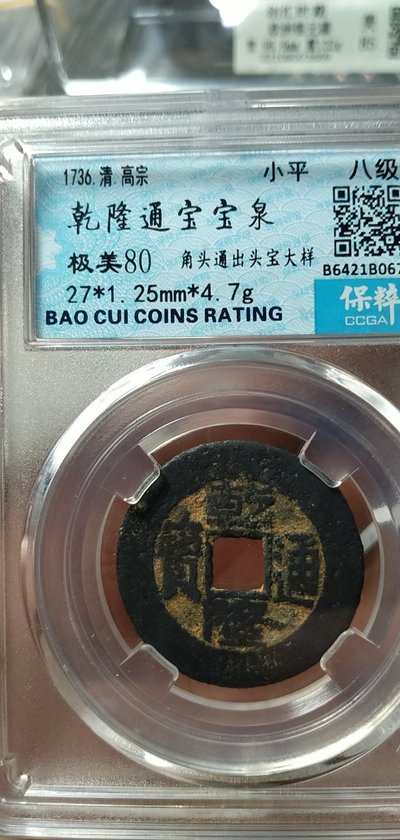 1736.清.高宗
小平 八级
乾隆通宝宝泉
极美80 角头通出头宝大样
B6421B067
27*1.25mm*4.7g
BAO CUI COINS RATING
保粹
CCGA
乾隆通寳